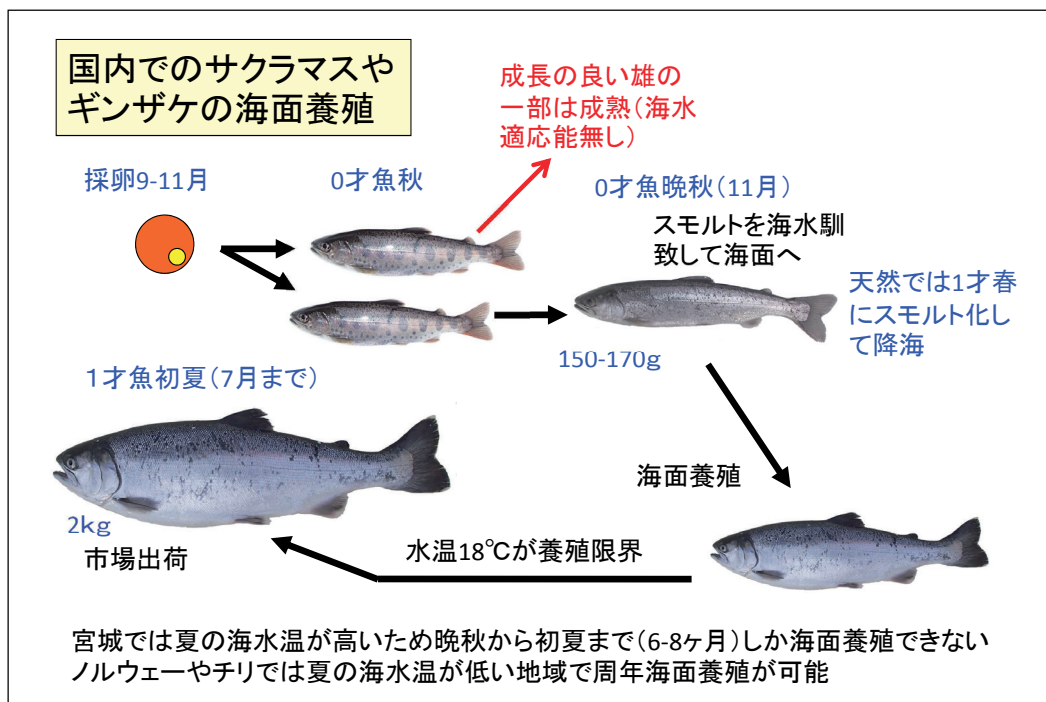 国内でのサクラマスや
ギンザケの海面養殖
成長の良い雄の
一部は成熟(海水
適応能無し)
採卵9-11月
0才魚秋
0才魚晩秋(11月)
スモルトを海水馴
致して海面へ
天然では1才春
にスモルト化し
て降海
150-170g
1才魚初夏(7月まで)
海面養殖
2kg
市場出荷
水温18℃が養殖限界
宮城では夏の海水温が高いため晩秋から初夏まで(6-8ヶ月)しか海面養殖できない
ノルウェーやチリでは夏の海水温が低い地域で周年海面養殖が可能